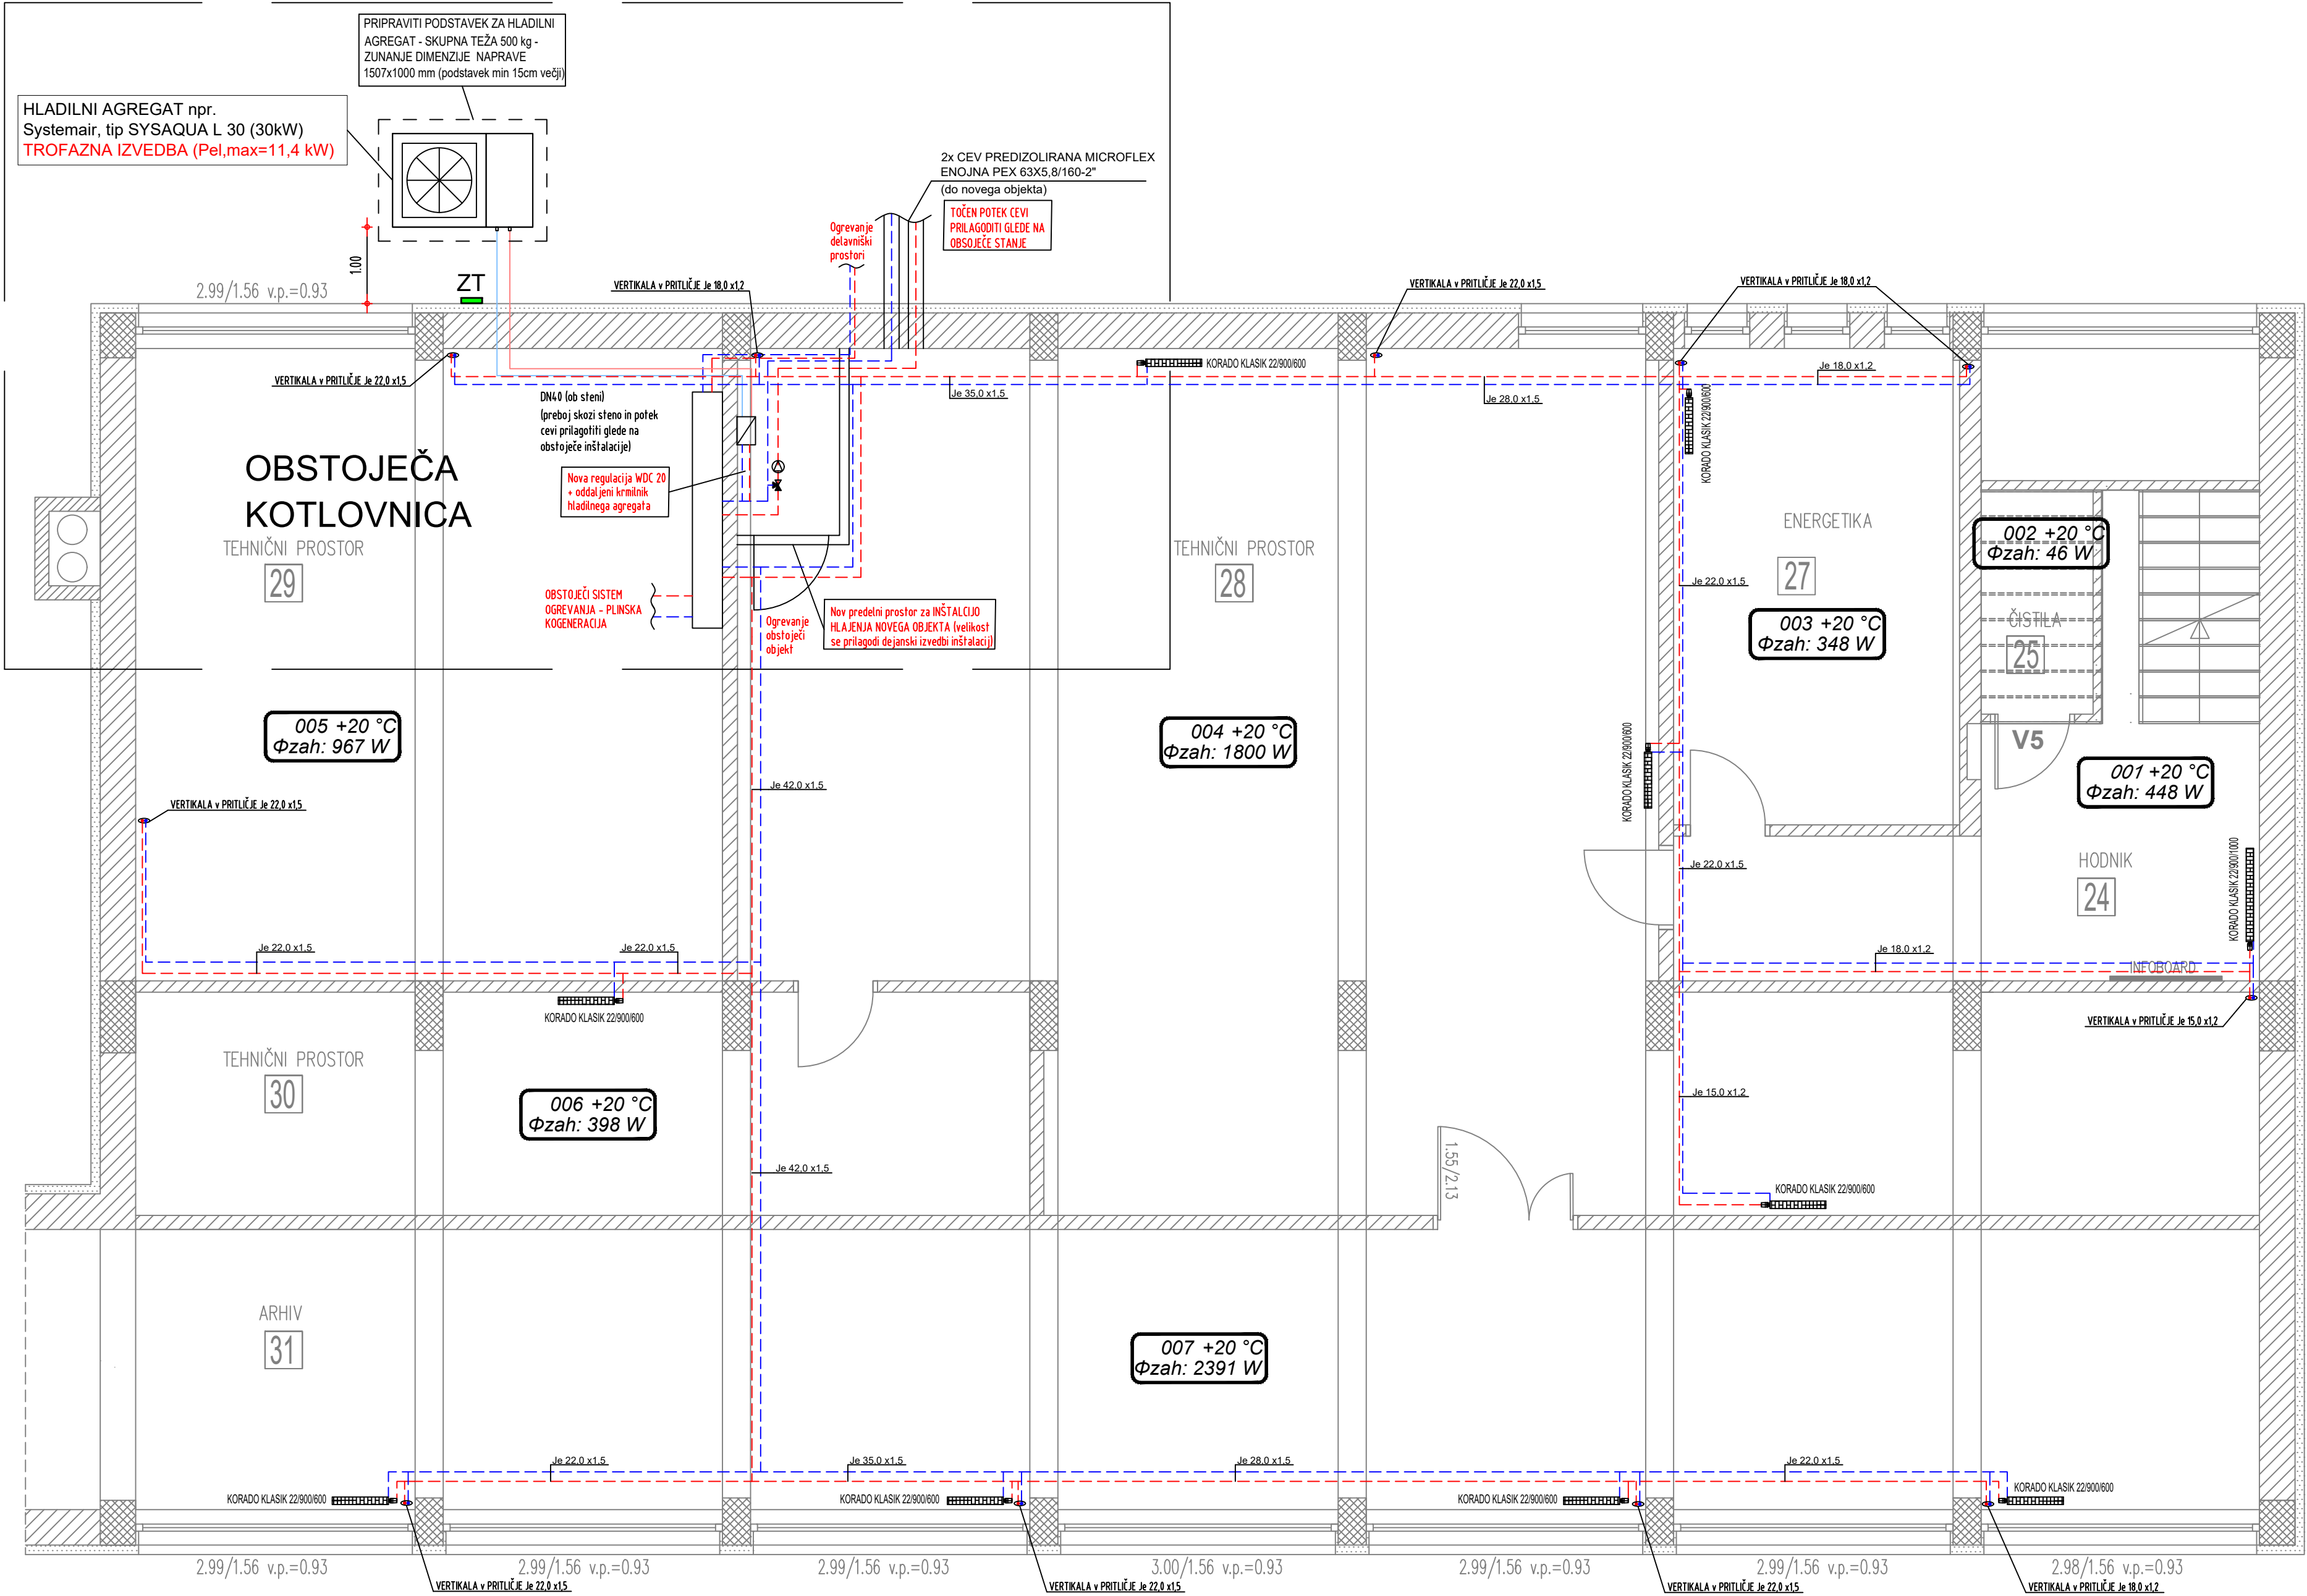 PRIPRAVITI PODSTAVEK ZA HLADILNI
AGREGAT - SKUPNA TEŽA 500 kg -
ZUNANJE DIMENZIJE NAPRAVE
1507x1000 mm (podstavek min 15cm večji)
HLADILNI AGREGAT npr.
Systemair, tip SYSAQUA L 30 (30kW)
TROFAZNA IZVEDBA (Pel,max=11,4 kW)
2x CEV PREDIZOLIRANA MICROFLEX
ENOJNA PEX 63X5,8/160-2"
(do novega objekta)
TOČEN POTEK CEVI
PRILAGODITI GLEDE NA
OBSOJEČE STANJE
Ogrevanje
delavniški
prostori
1.00
ZT
2.99/1.56 v.p.=0.93
VERTIKALA v PRITLIČJE Je 18,0 x1,2
VERTIKALA v PRITLIČJE Je 22,0 x1,5
VERTIKALA v PRITLIČJE Je 18,0 x1,2
VERTIKALA v PRITLIČJE Je 22,0 x1,5
KORADO KLASIK 22/900/600
Je 35,0 x1,5
Je 28,0 x1,5
Je 18,0 x1,2
KORADO KLASIK 22/900/600
DN40 (ob steni)
(preboj skozi steno in potek
cevi prilagotiti glede na
obstoječe inštalacije)
OBSTOJEČA
KOTLOVNICA
Nova regulacija WDC 20
+ oddaljeni krmilnik
hladilnega agregata
TEHNIČNI PROSTOR
29
TEHNIČNI PROSTOR
28
ENERGETIKA
27
002 +20 °C
Φzah: 46 W
Je 22,0 x1,5
OBSTOJEČI SISTEM
OGREVANJA - PLINSKA
KOGENERACIJA
Ogrevanje
obstoječi
objekt
Nov predelni prostor za INŠTALCIJO
HLAJENJA NOVEGA OBJEKTA (velikost
se prilagodi dejanski izvedbi inštalacij)
003 +20 °C
Φzah: 348 W
ČISTILA
25
005 +20 °C
Φzah: 967 W
004 +20 °C
Φzah: 1800 W
V5
KORADO KLASIK 22/900/600
001 +20 °C
Φzah: 448 W
Je 42,0 x1,5
VERTIKALA v PRITLIČJE Je 22,0 x1,5
Je 22,0 x1,5
HODNIK
24
KORADO KLASIK 22/900/1000
Je 22,0 x1,5
Je 22,0 x1,5
Je 18,0 x1,2
INFOBOARD
KORADO KLASIK 22/900/600
VERTIKALA v PRITLIČJE Je 15,0 x1,2
TEHNIČNI PROSTOR
30
006 +20 °C
Φzah: 398 W
Je 15,0 x1,2
Je 42,0 x1,5
1.55/2.13
KORADO KLASIK 22/900/600
ARHIV
31
007 +20 °C
Φzah: 2391 W
Je 22,0 x1,5
Je 35,0 x1,5
Je 28,0 x1,5
Je 22,0 x1,5
KORADO KLASIK 22/900/600
KORADO KLASIK 22/900/600
KORADO KLASIK 22/900/600
KORADO KLASIK 22/900/600
2.99/1.56 v.p.=0.93
2.99/1.56 v.p.=0.93
2.99/1.56 v.p.=0.93
3.00/1.56 v.p.=0.93
2.99/1.56 v.p.=0.93
2.99/1.56 v.p.=0.93
2.98/1.56 v.p.=0.93
VERTIKALA v PRITLIČJE Je 22,0 x1,5
VERTIKALA v PRITLIČJE Je 22,0 x1,5
VERTIKALA v PRITLIČJE Je 22,0 x1,5
VERTIKALA v PRITLIČJE Je 18,0 x1,2